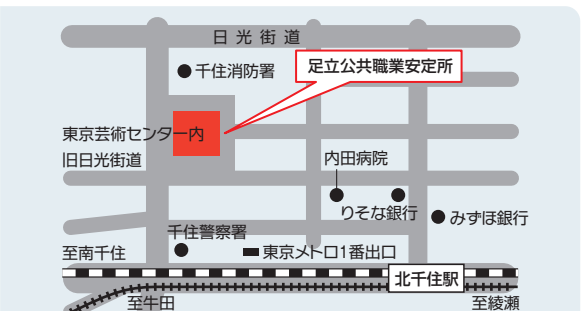 日光街道
千住消防署
足立公共職業安定所
東京芸術センター内
旧日光街道
内田病院
りそな銀行
みずほ銀行
千住警察署
至南千住
東京メトロ1番出口
北千住駅
至牛田
至綾瀬